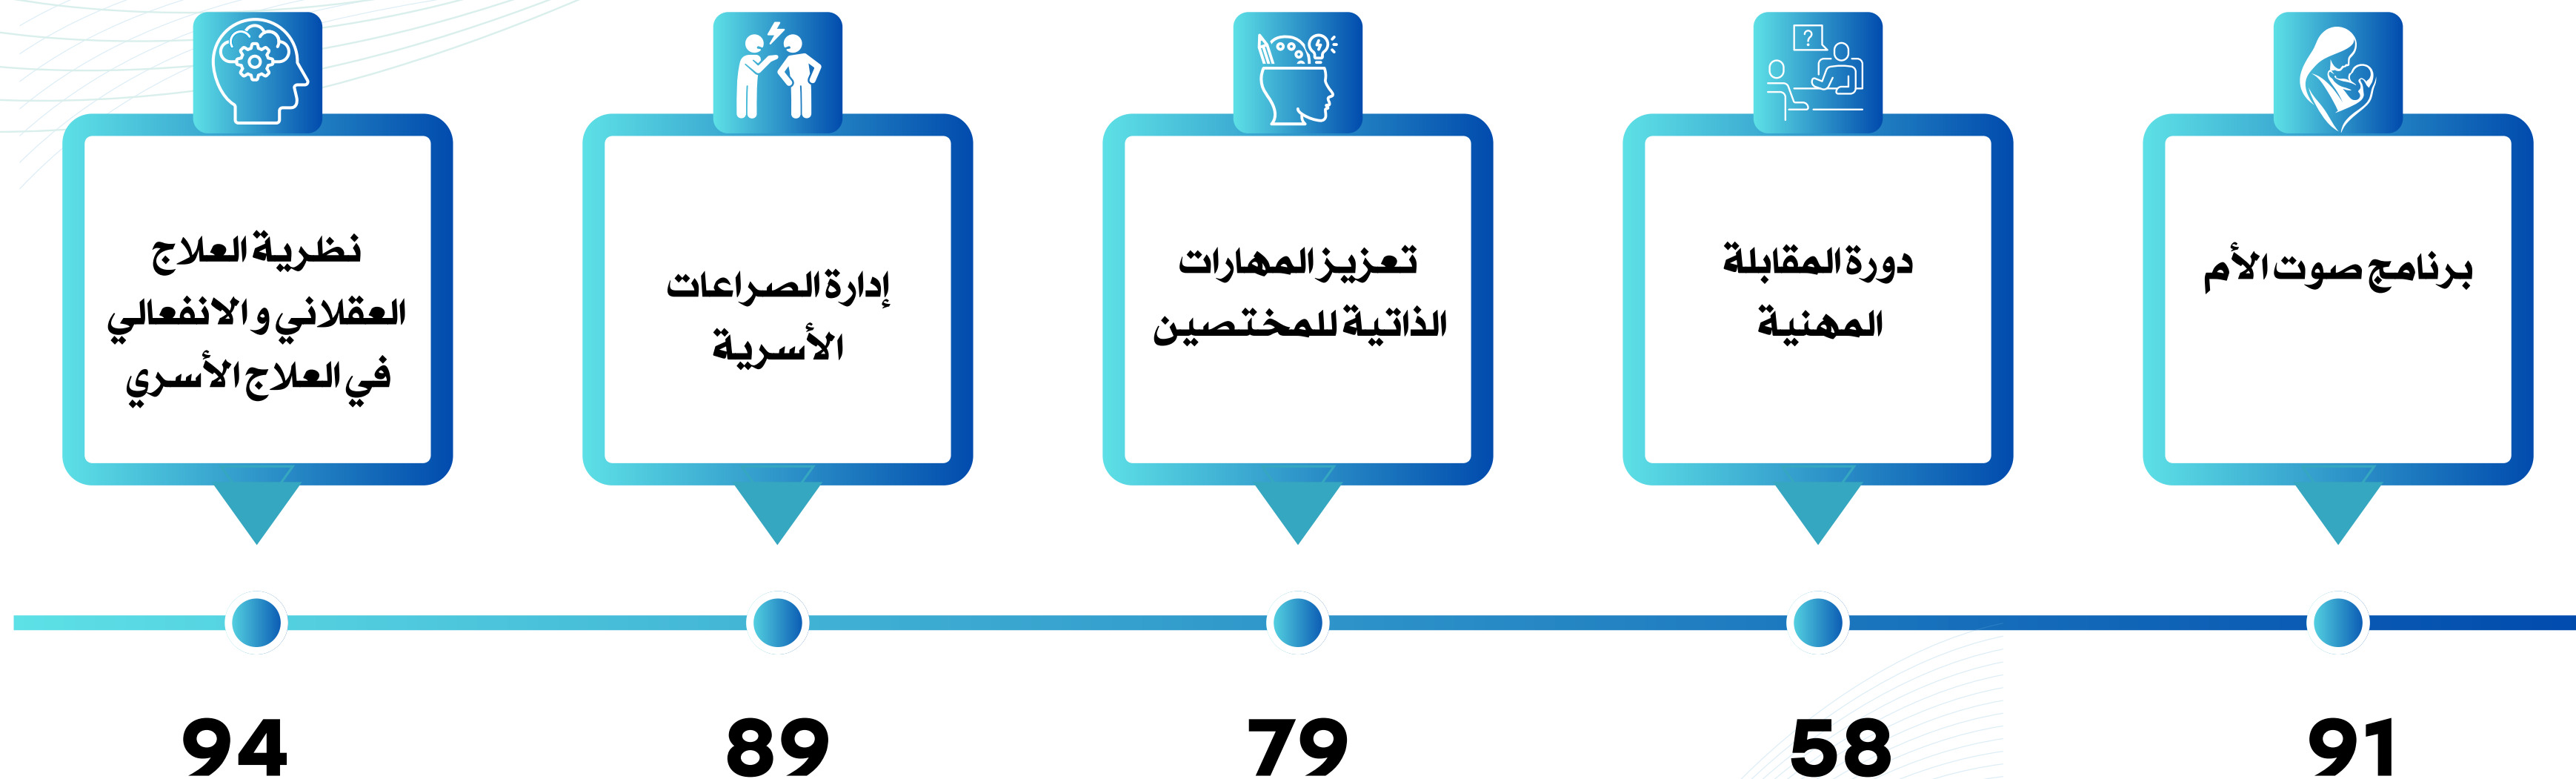 برنامج صوت الأم
91
دورة المقابلة
المهنية
58
تعزيز المهارات
الذاتية للمختصين
79
إدارة الصراعات
الأسرية
89
نظرية العلاج
العقلاني و الانفعالي
في العلاج الأسري
94
?